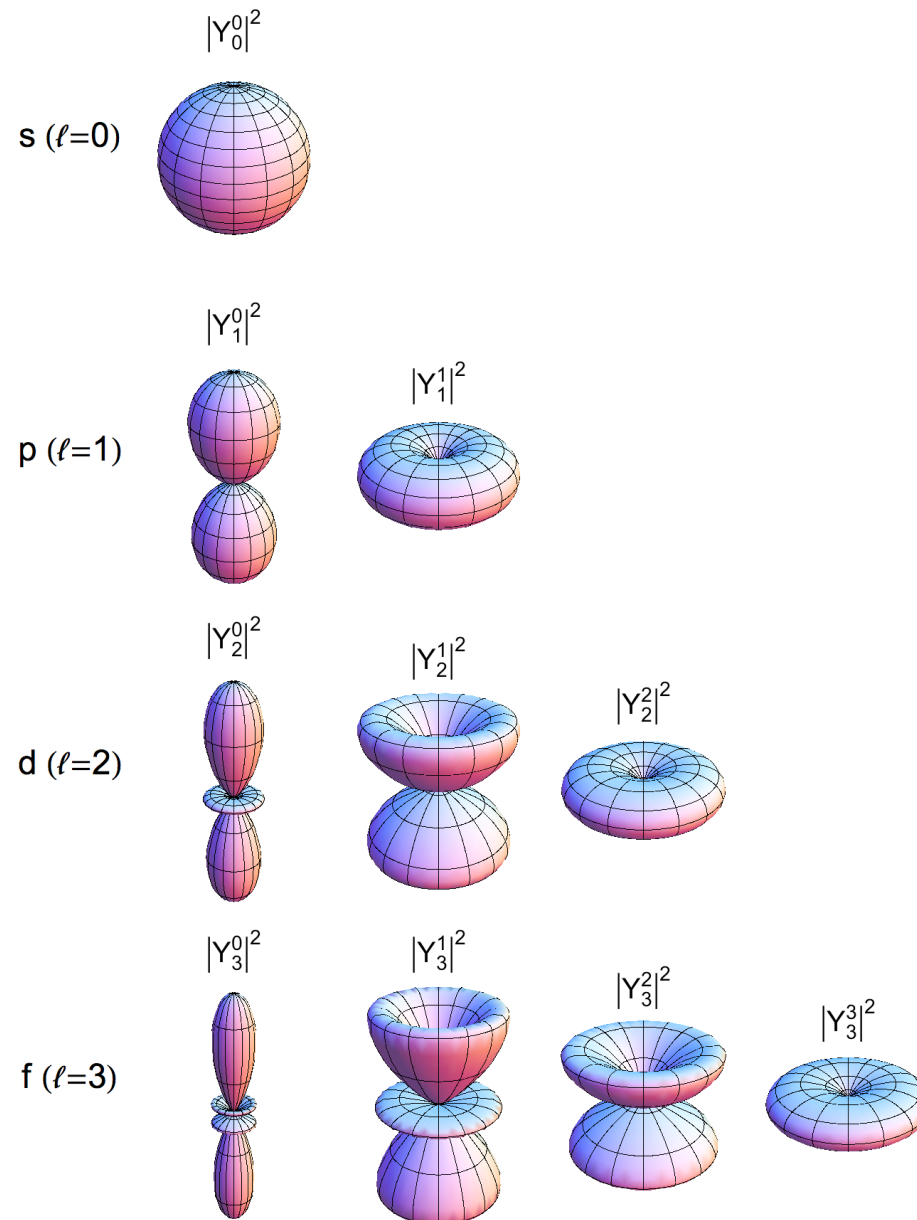 |Y₀⁰|²
s (ℓ=0)
|Y₁⁰|²
|Y₁¹|²
p (ℓ=1)
|Y₂⁰|²
|Y₂¹|²
|Y₂²|²
d (ℓ=2)
|Y₃⁰|²
|Y₃¹|²
|Y₃²|²
|Y₃³|²
f (ℓ=3)